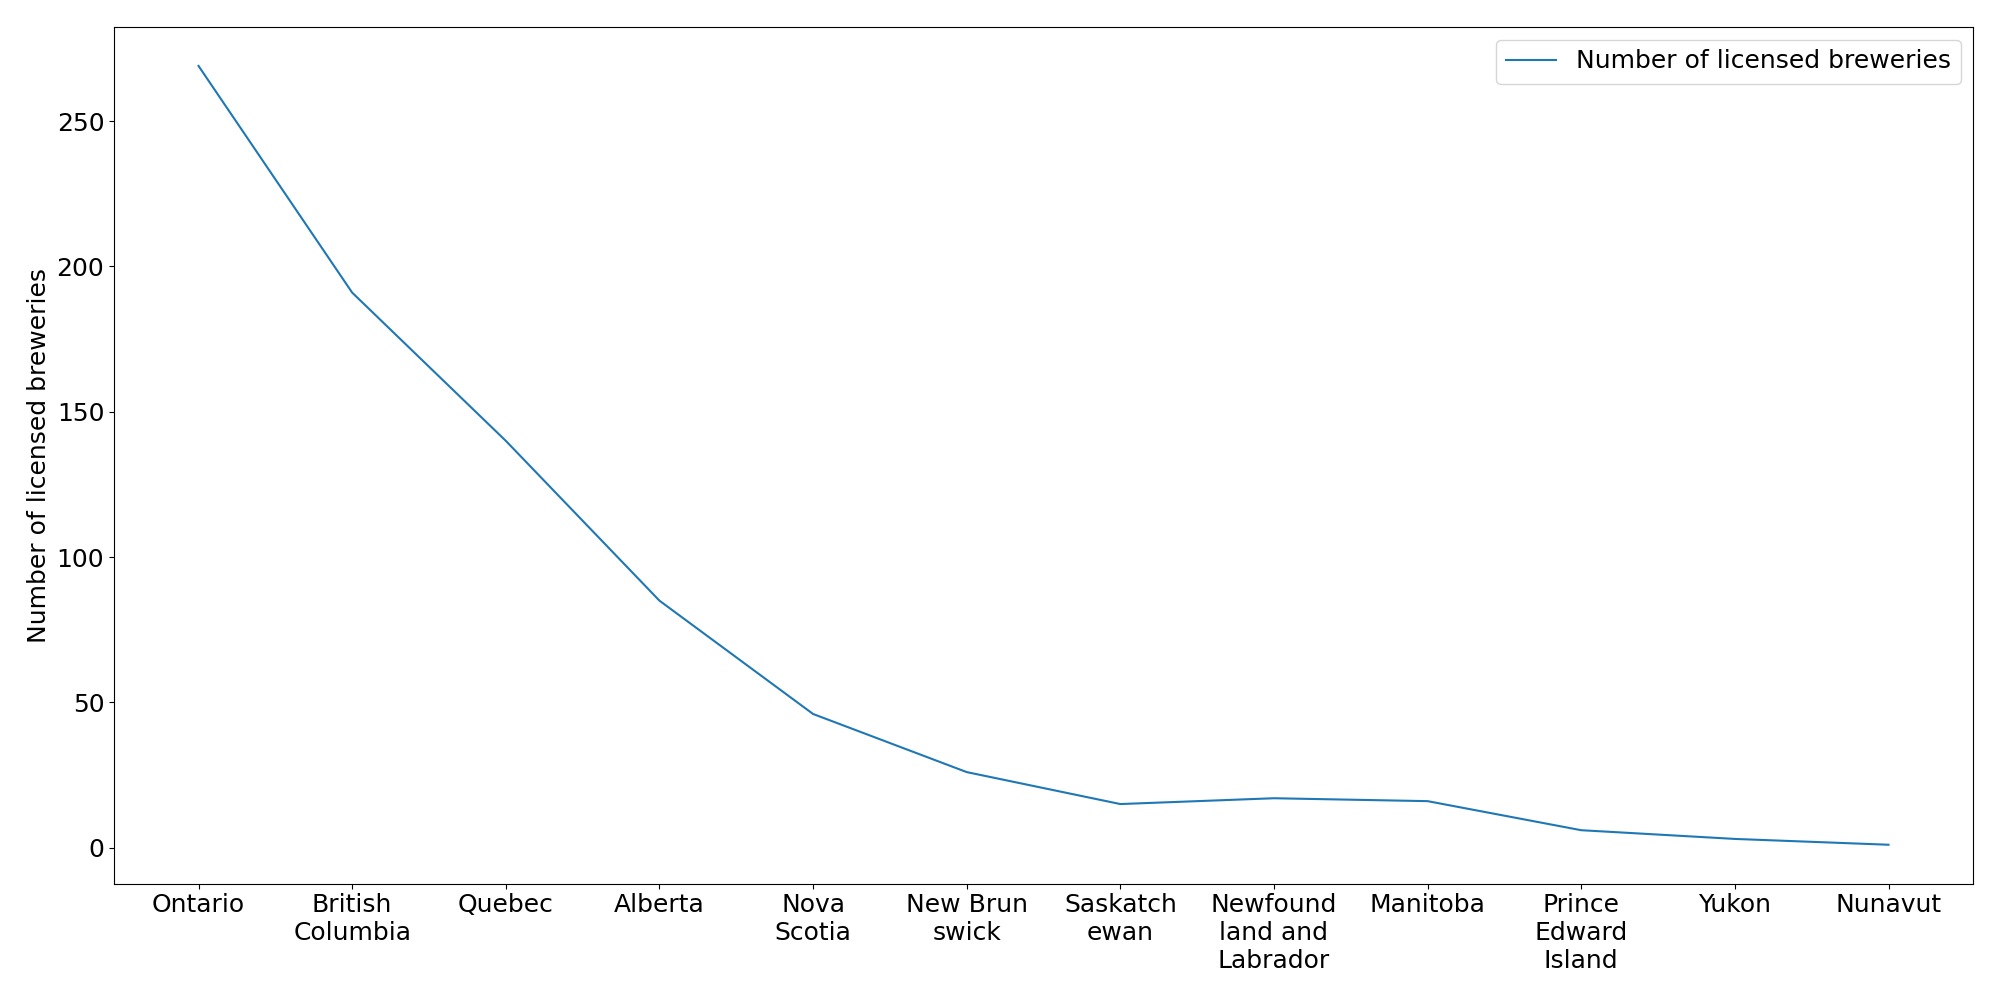 Number of licensed breweries
Number of licensed breweries
250
200
150
100
50
0
Ontario
British
Columbia
Quebec
Alberta
Nova
Scotia
New Brun
swick
Saskatch
ewan
Newfound
land and
Labrador
Manitoba
Prince
Edward
Island
Yukon
Nunavut